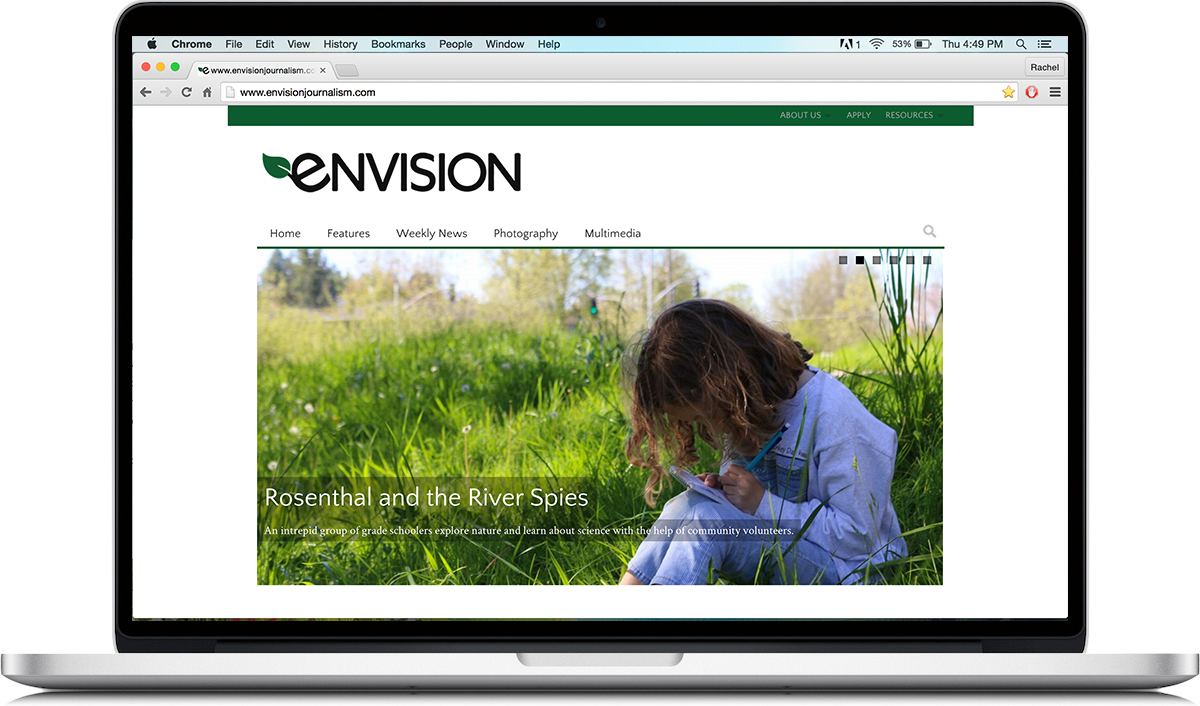 Chrome File Edit View History Bookmarks People Window Help 1 53% Thu 4:49 PM
www.envisionjournalism.co Rachel
www.envisionjournalism.com
ABOUT US APPLY RESOURCES
eNVISION
Home Features Weekly News Photography Multimedia
Rosenthal and the River Spies
An intrepid group of grade schoolers explore nature and learn about science with the help of community volunteers.